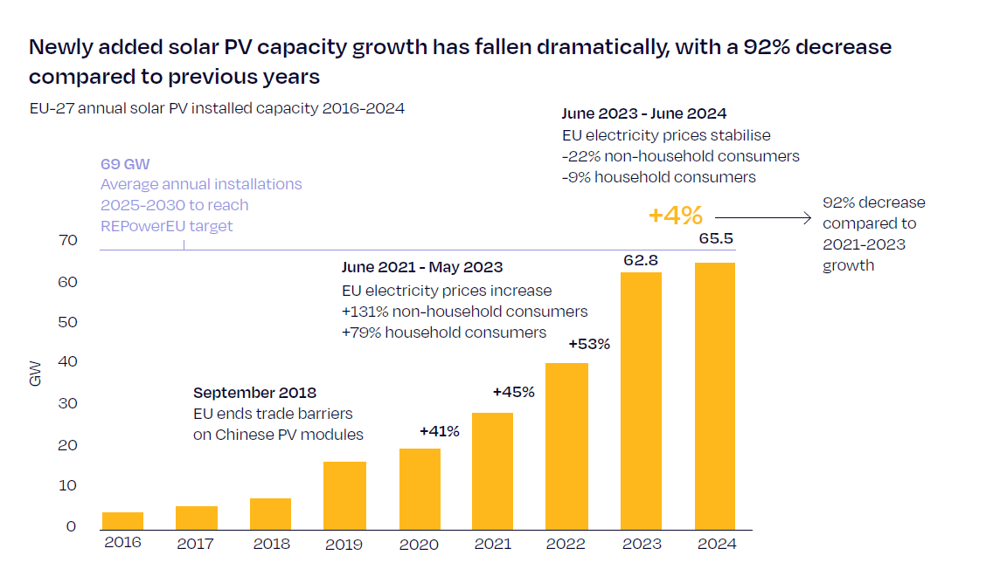 Newly added solar PV capacity growth has fallen dramatically, with a 92% decrease
compared to previous years
EU-27 annual solar PV installed capacity 2016-2024
June 2023 - June 2024
EU electricity prices stabilise
-22% non-household consumers
-9% household consumers
69 GW
Average annual installations
2025-2030 to reach
REPowerEU target
+4%
92% decrease
compared to
2021-2023
growth
65.5
62.8
June 2021 - May 2023
EU electricity prices increase
+131% non-household consumers
+79% household consumers
+53%
+45%
+41%
September 2018
EU ends trade barriers
on Chinese PV modules
GW
70
60
50
40
30
20
10
0
2016 2017 2018 2019 2020 2021 2022 2023 2024